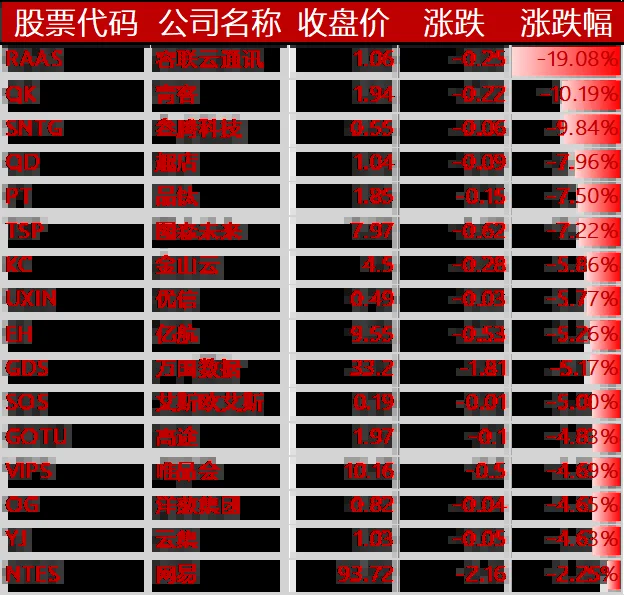 股票代码 公司名称 收盘价 涨跌 涨跌幅
RAAS 容联云通讯 1.06 -0.25 -19.08%
QK 青客 1.94 -0.22 -10.19%
SNTG 圣腾科技 0.55 -0.06 -9.84%
QD 趣店 1.04 -0.09 -7.96%
PT 品钛 1.85 -0.15 -7.50%
TSP 图森未来 7.97 -0.62 -7.22%
KC 金山云 4.5 -0.28 -5.86%
UXIN 优信 0.49 -0.03 -5.77%
EH 亿航 9.55 -0.53 -5.26%
GDS 万国数据 33.2 -1.81 -5.17%
SOS 艾斯欧艾斯 0.19 -0.01 -5.00%
GOTU 高途 1.97 -0.1 -4.83%
VIPS 唯品会 10.16 -0.5 -4.69%
OG 洋葱集团 0.82 -0.04 -4.65%
YJ 云集 1.03 -0.05 -4.63%
NTES 网易 93.72 -2.16 -2.25%